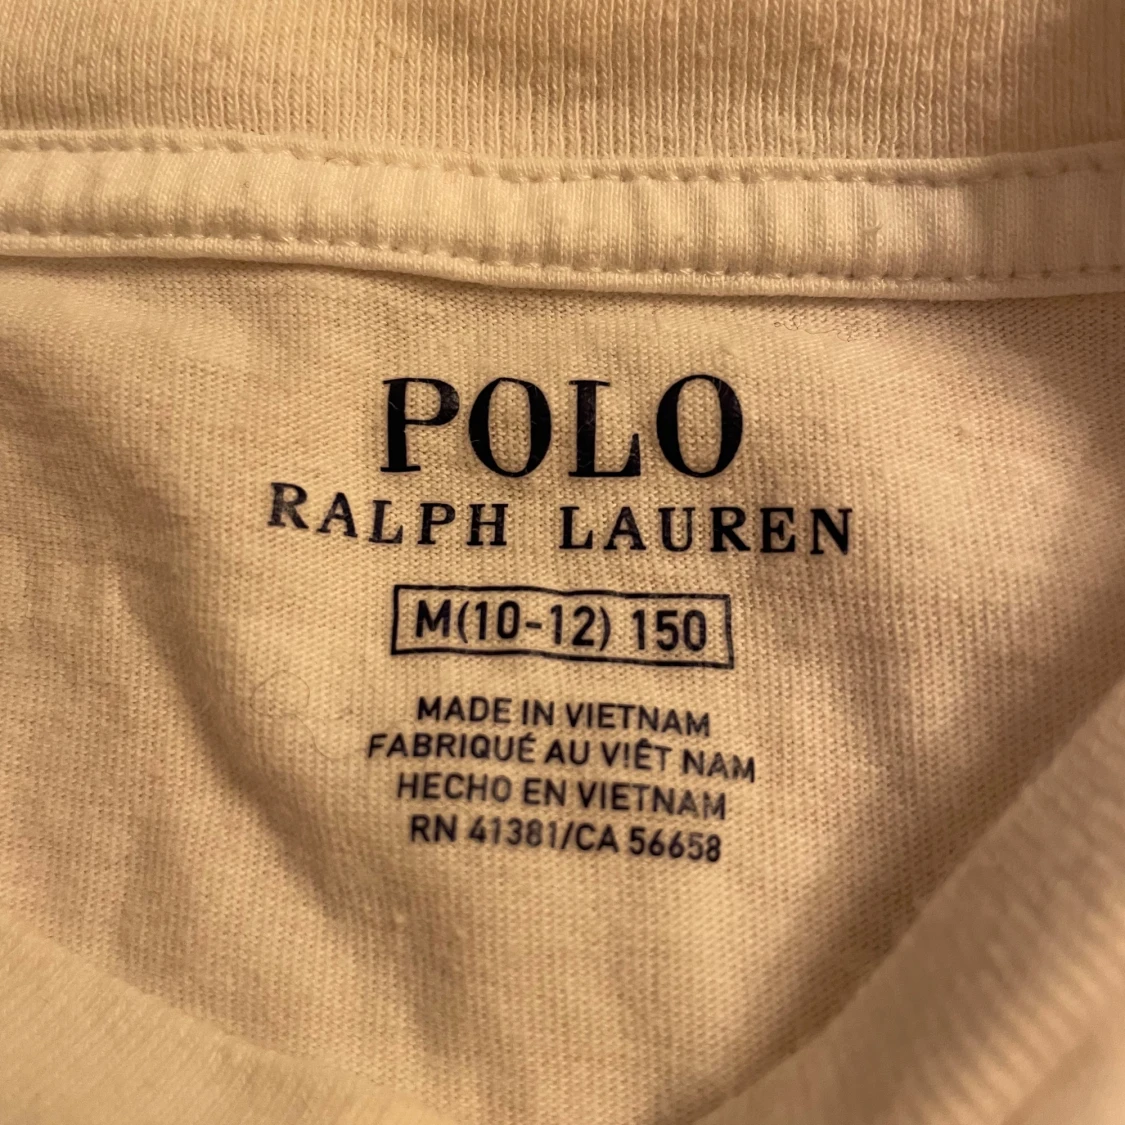 POLO
RALPH LAUREN
M(10-12) 150
MADE IN VIETNAM
FABRIQUÉ AU VIÊT NAM
HECHO EN VIETNAM
RN 41381/CA 56658